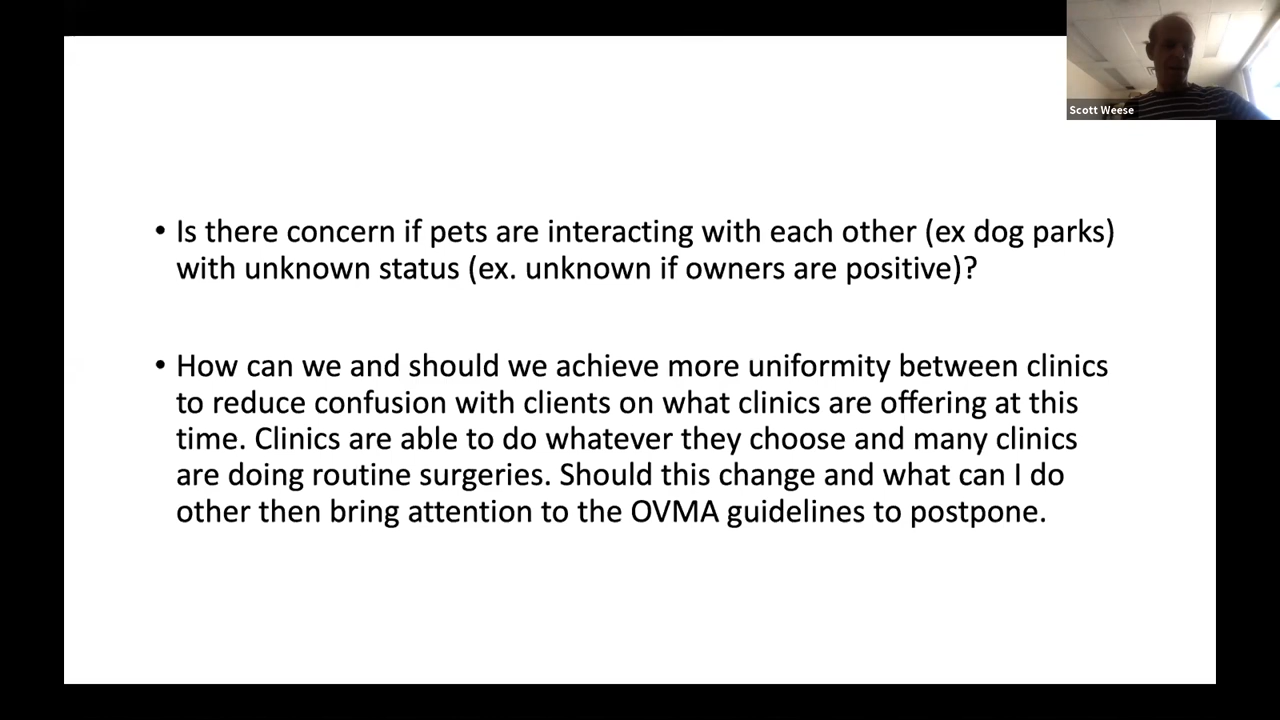 Scott Weese
• Is there concern if pets are interacting with each other (ex dog parks)
with unknown status (ex. unknown if owners are positive)?
• How can we and should we achieve more uniformity between clinics
to reduce confusion with clients on what clinics are offering at this
time. Clinics are able to do whatever they choose and many clinics
are doing routine surgeries. Should this change and what can I do
other then bring attention to the OVMA guidelines to postpone.